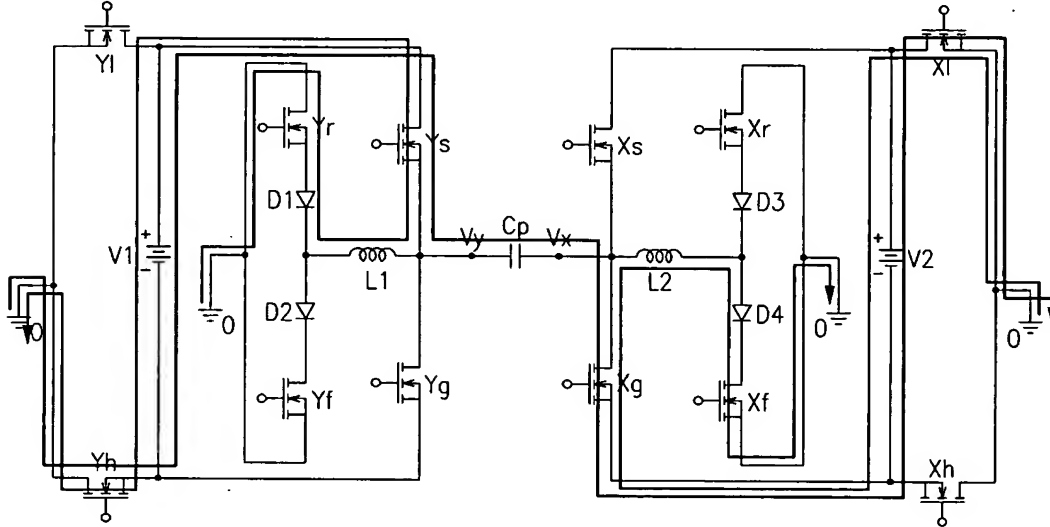 Yl
Xl
Yr
Ys
Xs
Xr
D1
D3
V1
+
−
Vy
Cp
Vx
+
−
V2
L1
L2
0
0
D2
D4
0
0
Yf
Yg
Xg
Xf
Yh
Xh